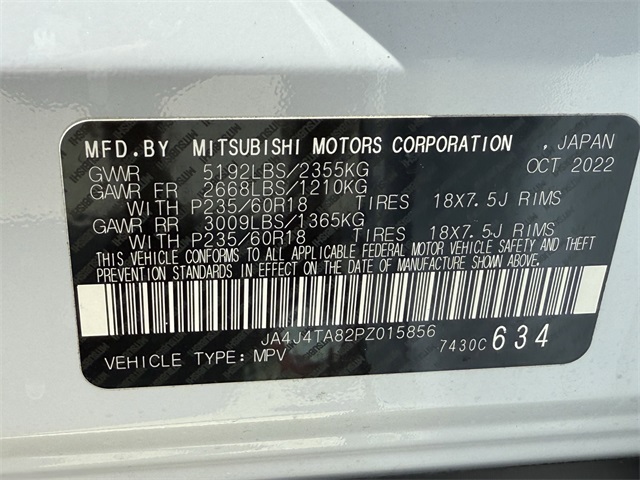 MFD.BY MITSUBISHI MOTORS CORPORATION , JAPAN
GVWR 5192LBS/2355KG OCT 2022
GAWR FR 2668LBS/1210KG
WITH P235/60R18 TIRES 18X7.5J RIMS
GAWR RR 3009LBS/1365KG
WITH P235/60R18 TIRES 18X7.5J RIMS
THIS VEHICLE CONFORMS TO ALL APPLICABLE FEDERAL MOTOR VEHICLE SAFETY AND THEFT
PREVENTION STANDARDS IN EFFECT ON THE DATE OF MANUFACTURE SHOWN ABOVE.
JA4J4TA82PZ015856
VEHICLE TYPE: MPV 7430C 634